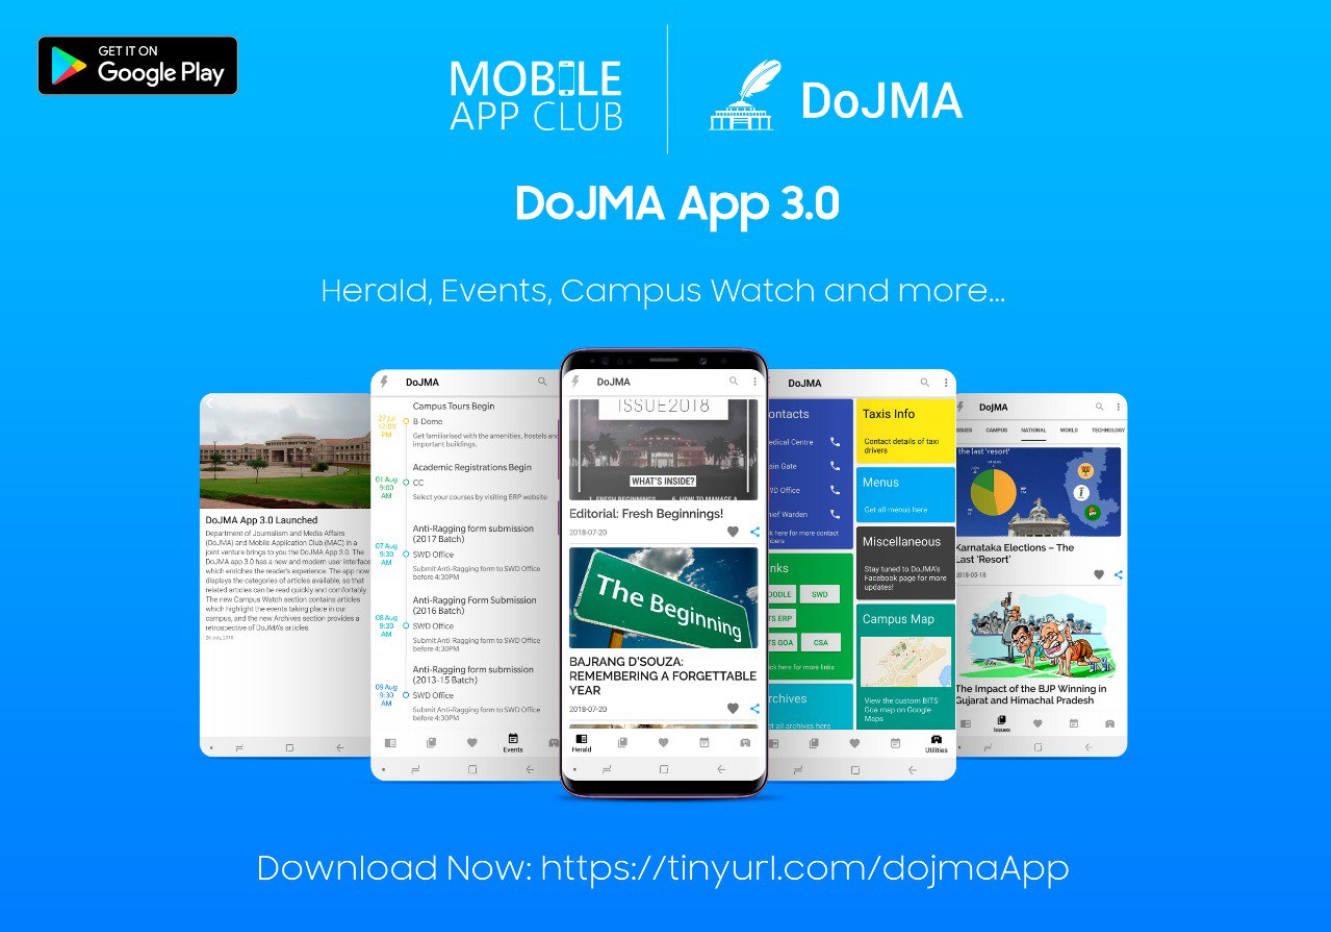 GET IT ON
Google Play
MOBILE
APP CLUB
DoJMA
DoJMA App 3.0
Herald, Events, Campus Watch and more...
DoJMA App 3.0 Launched
Department of Journalism and Media Affairs
(DoJMA) and Mobile Application Club (MAC) in a
joint venture brings to you the DoJMA App 3.0. The
DoJMA app 3.0 has a new and modern user interface
which enriches the reader's experience. The app now
displays the categories of articles available, so that
related articles can be read quickly and comfortably.
The new Campus Watch section contains articles
which highlight the events taking place in our
campus, and the new Archives section provides a
retrospective of DoJMA's articles.
DoJMA
Campus Tours Begin
27 Jul
12:00
PM
B-Dome
Get familiarised with the amenities, hostels and
important buildings.
Academic Registrations Begin
01 Aug
9:00
AM
CC
Select your courses by visiting ERP website
Anti-Ragging form submission
(2017 Batch)
07 Aug
9:30
AM
SWD Office
Submit Anti-Ragging form to SWD Office
before 4:30PM
Anti-Ragging Form Submission
(2016 Batch)
08 Aug
9:30
AM
SWD Office
Submit Anti-Ragging form to SWD Office
before 4:30PM
Anti-Ragging form submission
(2013-15 Batch)
09 Aug
9:30
AM
SWD Office
Submit Anti-Ragging form to SWD Office
before 4:30PM
Events
DoJMA
ISSUE2018
WHAT'S INSIDE?
1. FRESH BEGINNINGS 6. HOW TO MANAGE A
Editorial: Fresh Beginnings!
2018-07-20
The Beginning
BAJRANG D'SOUZA:
REMEMBERING A FORGETTABLE
YEAR
2018-07-20
Herald
DoJMA
ontacts
edical Centre
ain Gate
VD Office
ief Warden
k here for more contact
nks
SWD
TS ERP
TS GOA
CSA
ick here for more links
rchives
et all archives here
Taxis Info
Contact details of taxi
drivers
Menus
Get all menus here
Miscellaneous
Stay tuned to DoJMA's
Facebook page for more
updates!
Campus Map
View the custom BITS
Goa map on Google
Maps
Utilities
DoJMA
CAMPUS
NATIONAL
WORLD
TECHNOLOGY
the last 'resort'
Karnataka Elections – The
Last 'Resort'
The Impact of the BJP Winning in
Gujarat and Himachal Pradesh
Issues
Download Now: https://tinyurl.com/dojmaApp